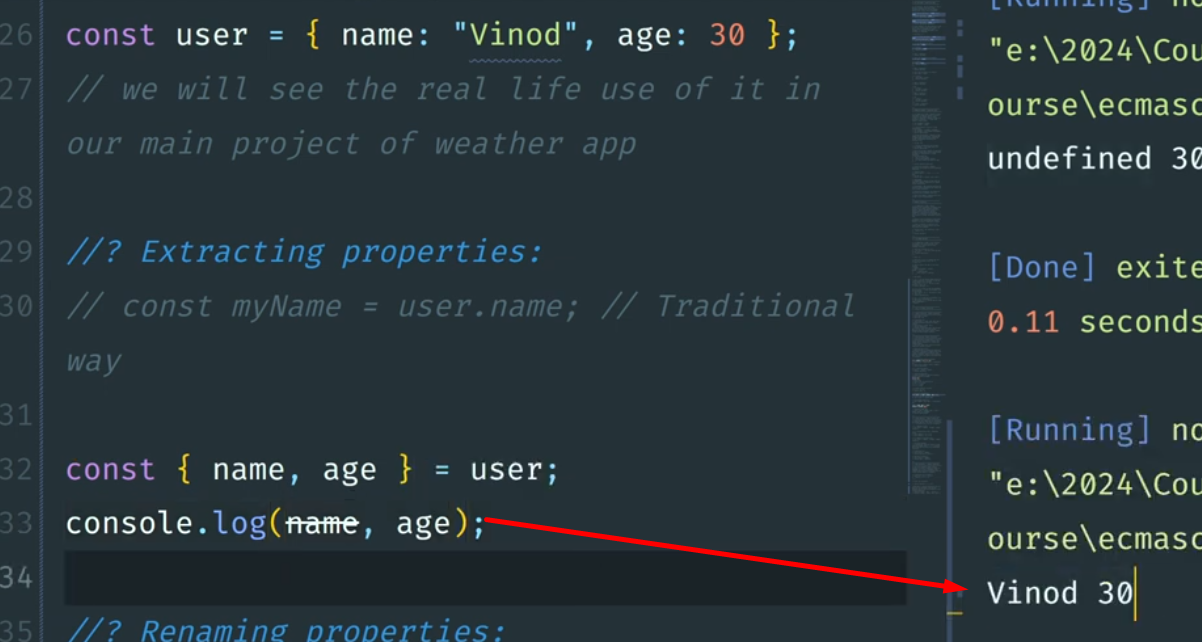 26 const user = { name: "Vinod", age: 30 };
27 // we will see the real life use of it in
our main project of weather app
28
29 //? Extracting properties:
30 // const myName = user.name; // Traditional
way
31
32 const { name, age } = user;
33 console.log(name, age);
34
35 //? Renaming properties:
[Running]
"e:\2024\Cou
ourse\ecmasc
undefined 30
[Done] exite
0.11 seconds
[Running] no
"e:\2024\Cou
ourse\ecmasc
Vinod 30